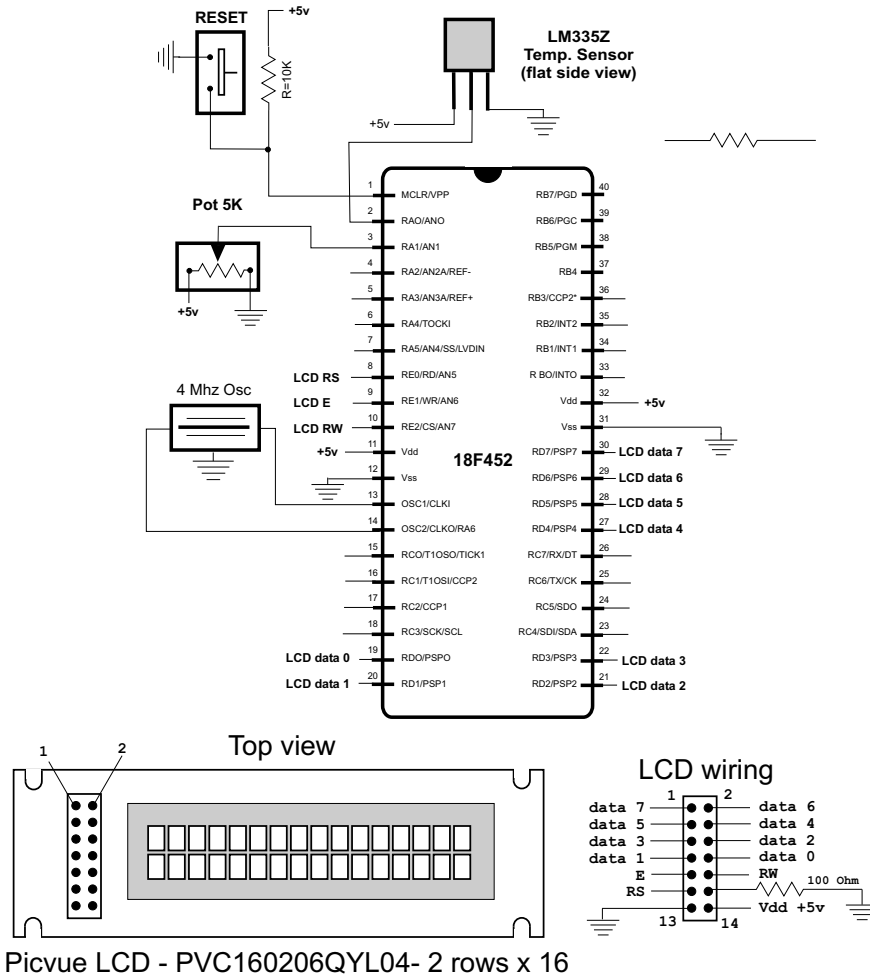 RESET
+5v
R=10K
LM335Z
Temp. Sensor
(flat side view)
+5v
Pot 5K
+5v
4 Mhz Osc
18F452
1 MCLR/VPP
2 RAO/ANO
3 RA1/AN1
4 RA2/AN2A/REF-
5 RA3/AN3A/REF+
6 RA4/TOCKI
7 RA5/AN4/SS/LVDIN
LCD RS 8 RE0/RD/AN5
LCD E 9 RE1/WR/AN6
LCD RW 10 RE2/CS/AN7
+5v 11 Vdd
12 Vss
13 OSC1/CLKI
14 OSC2/CLKO/RA6
15 RCO/T1OSO/TICK1
16 RC1/T1OSI/CCP2
17 RC2/CCP1
18 RC3/SCK/SCL
LCD data 0 19 RDO/PSPO
LCD data 1 20 RD1/PSP1
RB7/PGD 40
RB6/PGC 39
RB5/PGM 38
RB4 37
RB3/CCP2* 36
RB2/INT2 35
RB1/INT1 34
R BO/INTO 33
Vdd 32 +5v
Vss 31
RD7/PSP7 30 LCD data 7
RD6/PSP6 29 LCD data 6
RD5/PSP5 28 LCD data 5
RD4/PSP4 27 LCD data 4
RC7/RX/DT 26
RC6/TX/CK 25
RC5/SDO 24
RC4/SDI/SDA 23
RD3/PSP3 22 LCD data 3
RD2/PSP2 21 LCD data 2
Top view
1 2
LCD wiring
1 2
data 7 data 6
data 5 data 4
data 3 data 2
data 1 data 0
E RW
RS 100 Ohm
13 14 Vdd +5v
Picvue LCD - PVC160206QYL04- 2 rows x 16